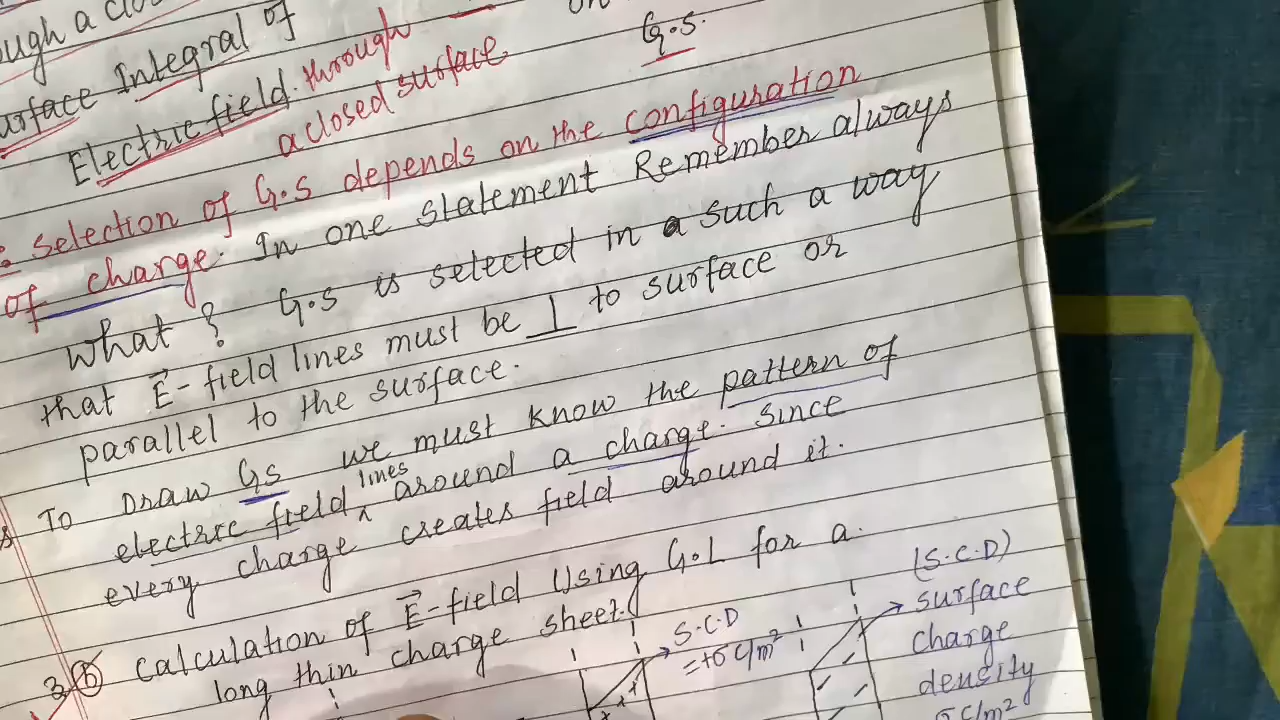 ough a clo
urface Integral of
Electric field through
a closed surface
G.S.
: Selection of G.S depends on the configuration
of charge. In one statement Remember always
what? G.S is selected in a such a way
that E⃗-field lines must be ⊥ to surface or
parallel to the surface.
To Draw GS we must know the pattern of
electric field lines around a charge. Since
every charge creates field around it.
3 (b) Calculation of E⃗-field Using G.L for a
long thin charge sheet.
S.C.D
=+σ C/m²
(S.C.D)
surface
charge
density
σ C/m²